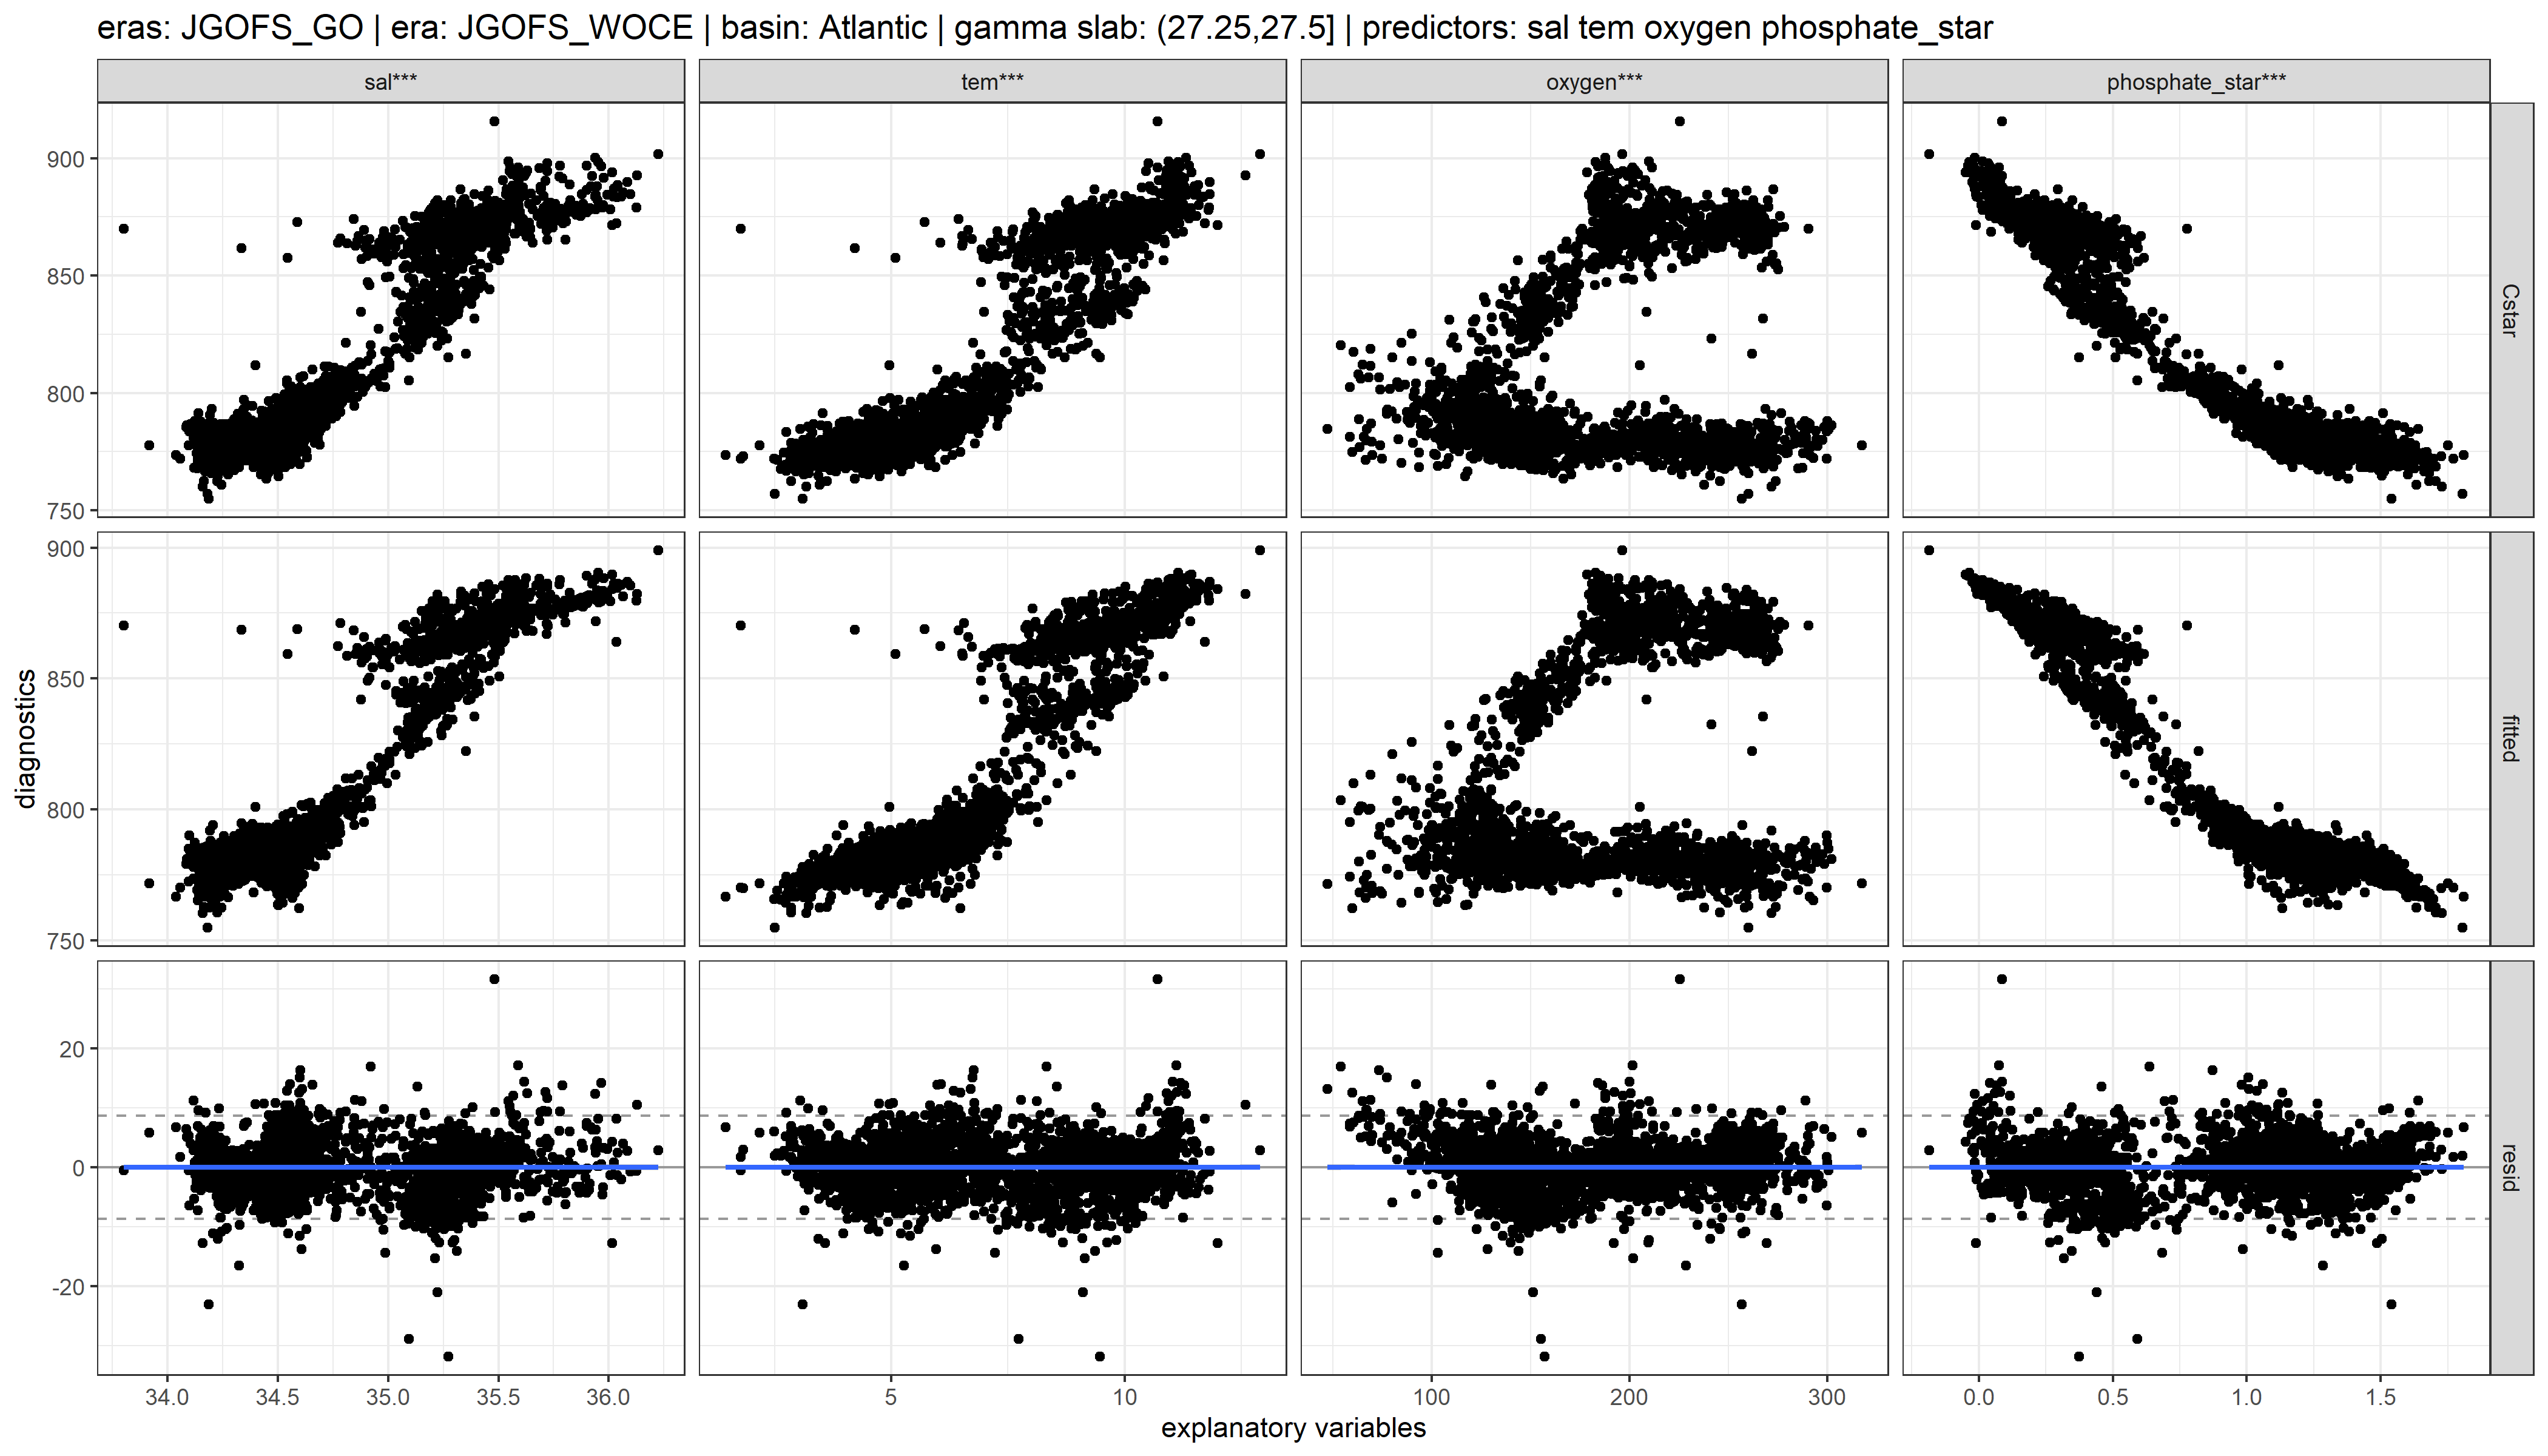 eras: JGOFS_GO | era: JGOFS_WOCE | basin: Atlantic | gamma slab: (27.25,27.5] | predictors: sal tem oxygen phosphate_star
sal*** tem*** oxygen*** phosphate_star***
900
850
800
750
Cstar
900
850
800
750
fitted
20
0
-20
resid
diagnostics
34.0 34.5 35.0 35.5 36.0 5 10 100 200 300 0.0 0.5 1.0 1.5
explanatory variables